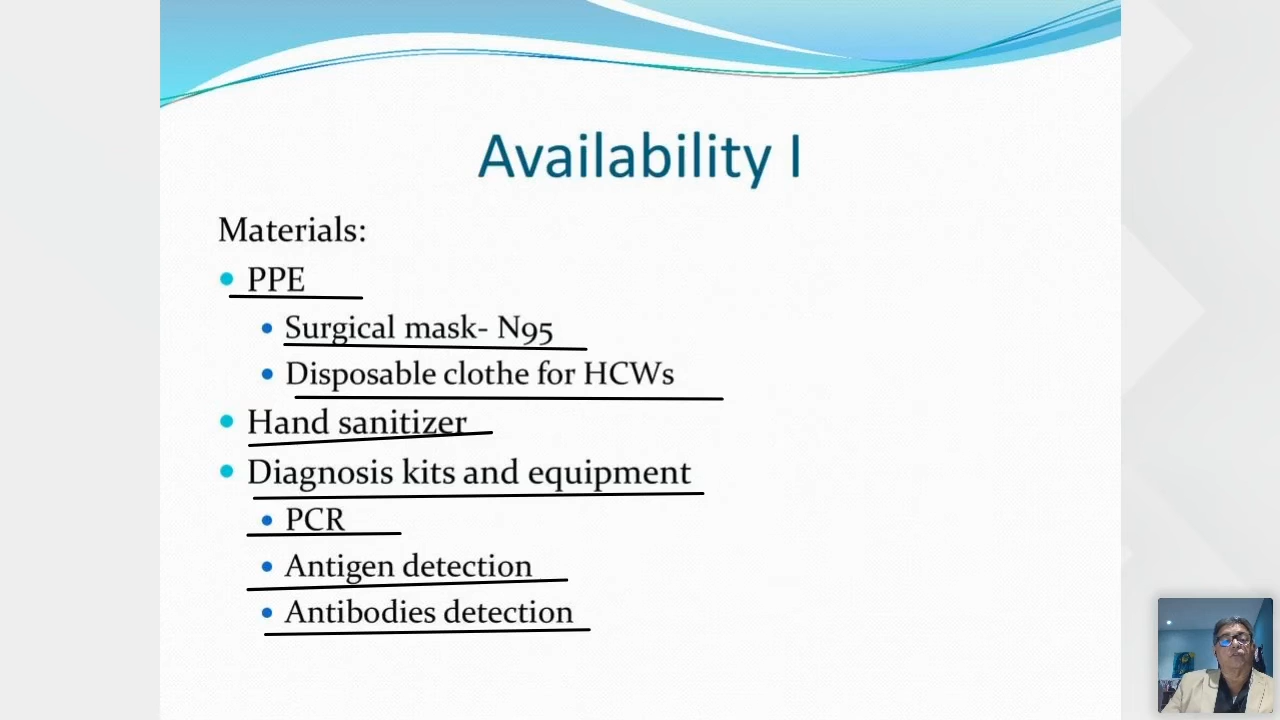 Availability I
Materials:
PPE
Surgical mask- N95
Disposable clothe for HCWs
Hand sanitizer
Diagnosis kits and equipment
PCR
Antigen detection
Antibodies detection